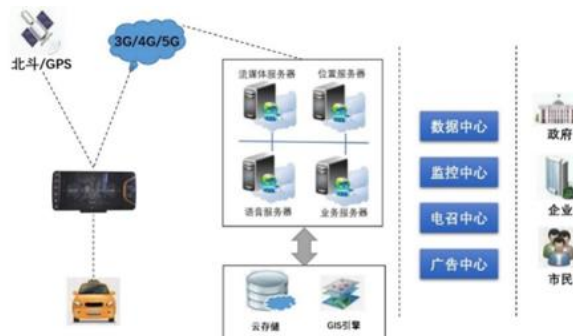 北斗/GPS
3G/4G/5G
流媒体服务器
位置服务器
语音服务器
业务服务器
云存储
GIS引擎
数据中心
监控中心
电召中心
广告中心
政府
企业
市民